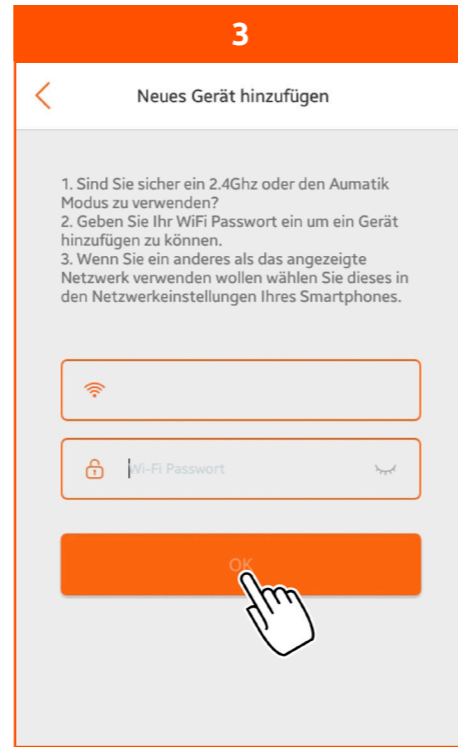 3
Neues Gerät hinzufügen
1. Sind Sie sicher ein 2.4Ghz oder den Aumatik
Modus zu verwenden?
2. Geben Sie Ihr WiFi Passwort ein um ein Gerät
hinzufügen zu können.
3. Wenn Sie ein anderes als das angezeigte
Netzwerk verwenden wollen wählen Sie dieses in
den Netzwerkeinstellungen Ihres Smartphones.
Wi-Fi Passwort
OK